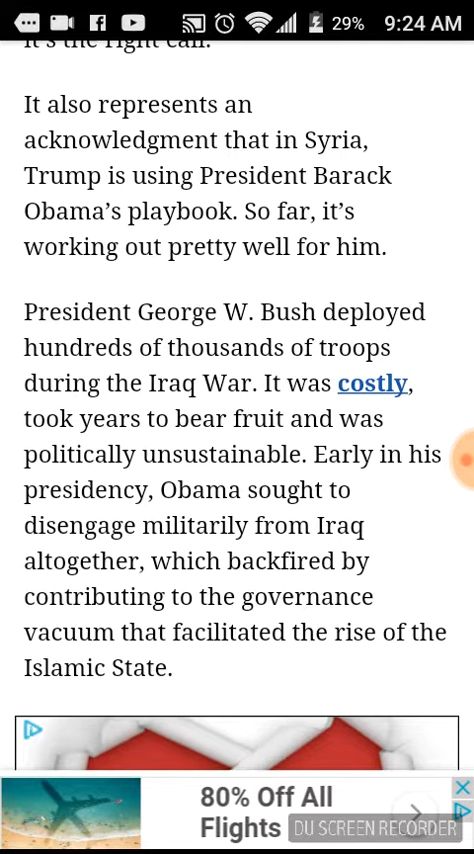 29% 9:24 AM
it's the right call.
It also represents an
acknowledgment that in Syria,
Trump is using President Barack
Obama’s playbook. So far, it’s
working out pretty well for him.
President George W. Bush deployed
hundreds of thousands of troops
during the Iraq War. It was costly,
took years to bear fruit and was
politically unsustainable. Early in his
presidency, Obama sought to
disengage militarily from Iraq
altogether, which backfired by
contributing to the governance
vacuum that facilitated the rise of the
Islamic State.
80% Off All
Flights
DU SCREEN RECORDER